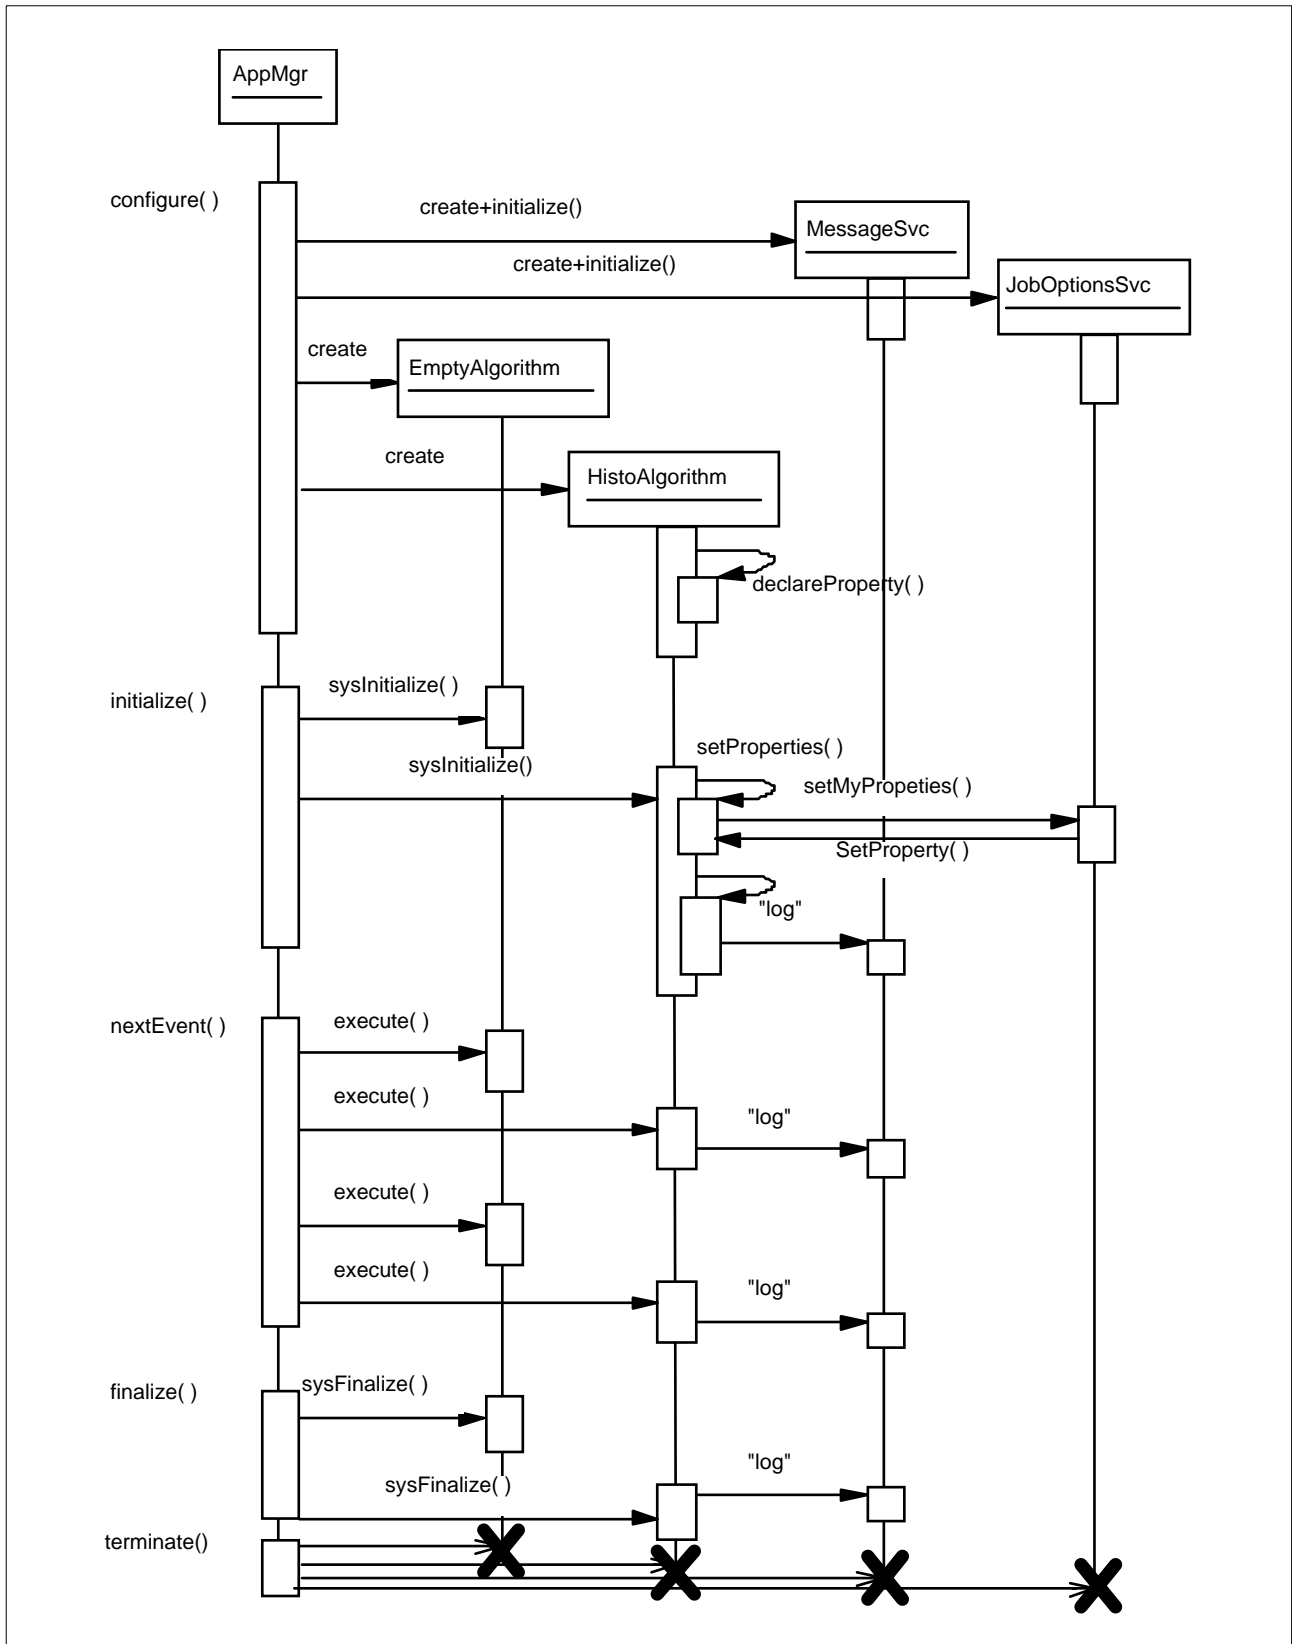 AppMgr
configure( )
create+initialize()
MessageSvc
create+initialize()
JobOptionsSvc
create
EmptyAlgorithm
create
HistoAlgorithm
declareProperty( )
initialize( )
sysInitialize( )
setProperties( )
sysInitialize()
setMyPropeties( )
SetProperty( )
"log"
nextEvent( )
execute( )
execute( )
"log"
execute( )
execute( )
"log"
finalize( )
sysFinalize( )
"log"
sysFinalize( )
terminate()